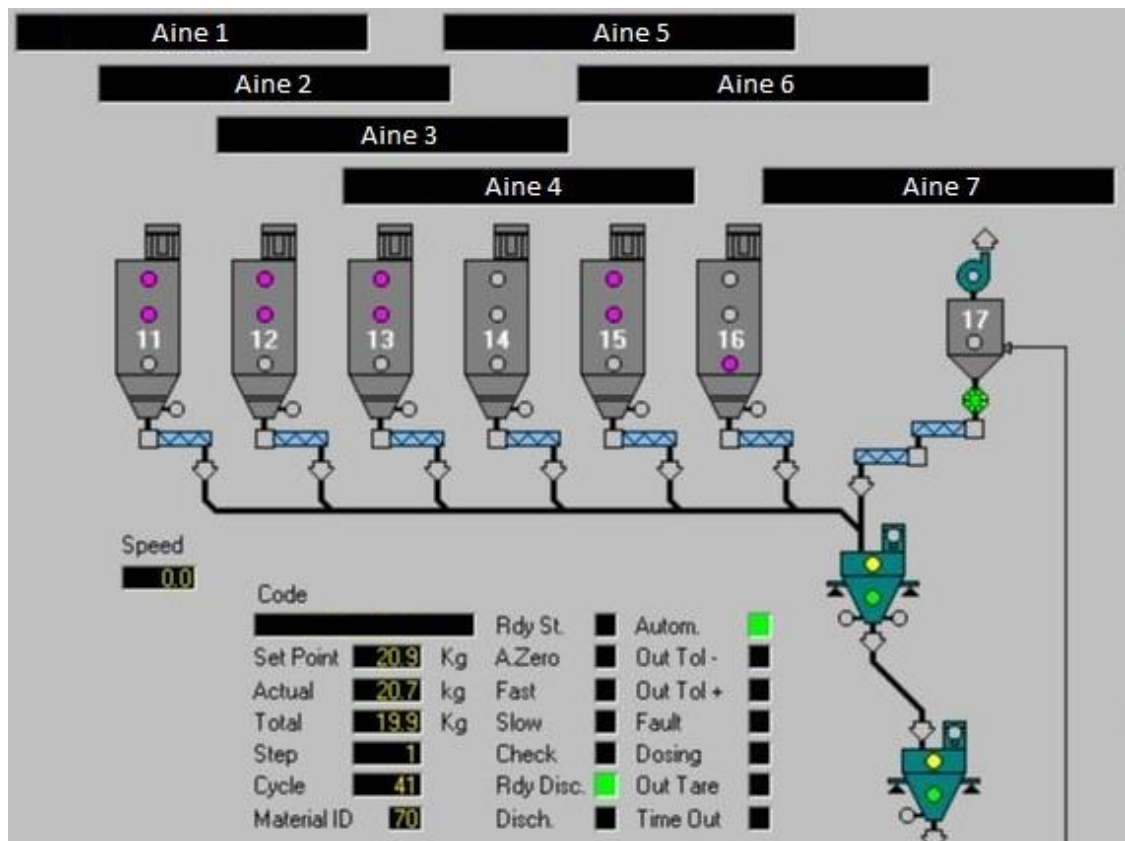 Aine 1 Aine 5
Aine 2 Aine 6
Aine 3
Aine 4 Aine 7
11 12 13 14 15 16 17
Speed
0.0
Code
Rdy St. Autom.
Set Point 20.9 Kg A.Zero Out Tol -
Actual 20.7 kg Fast Out Tol +
Total 19.9 Kg Slow Fault
Step 1 Check Dosing
Cycle 41 Rdy Disc. Out Tare
Material ID 70 Disch. Time Out